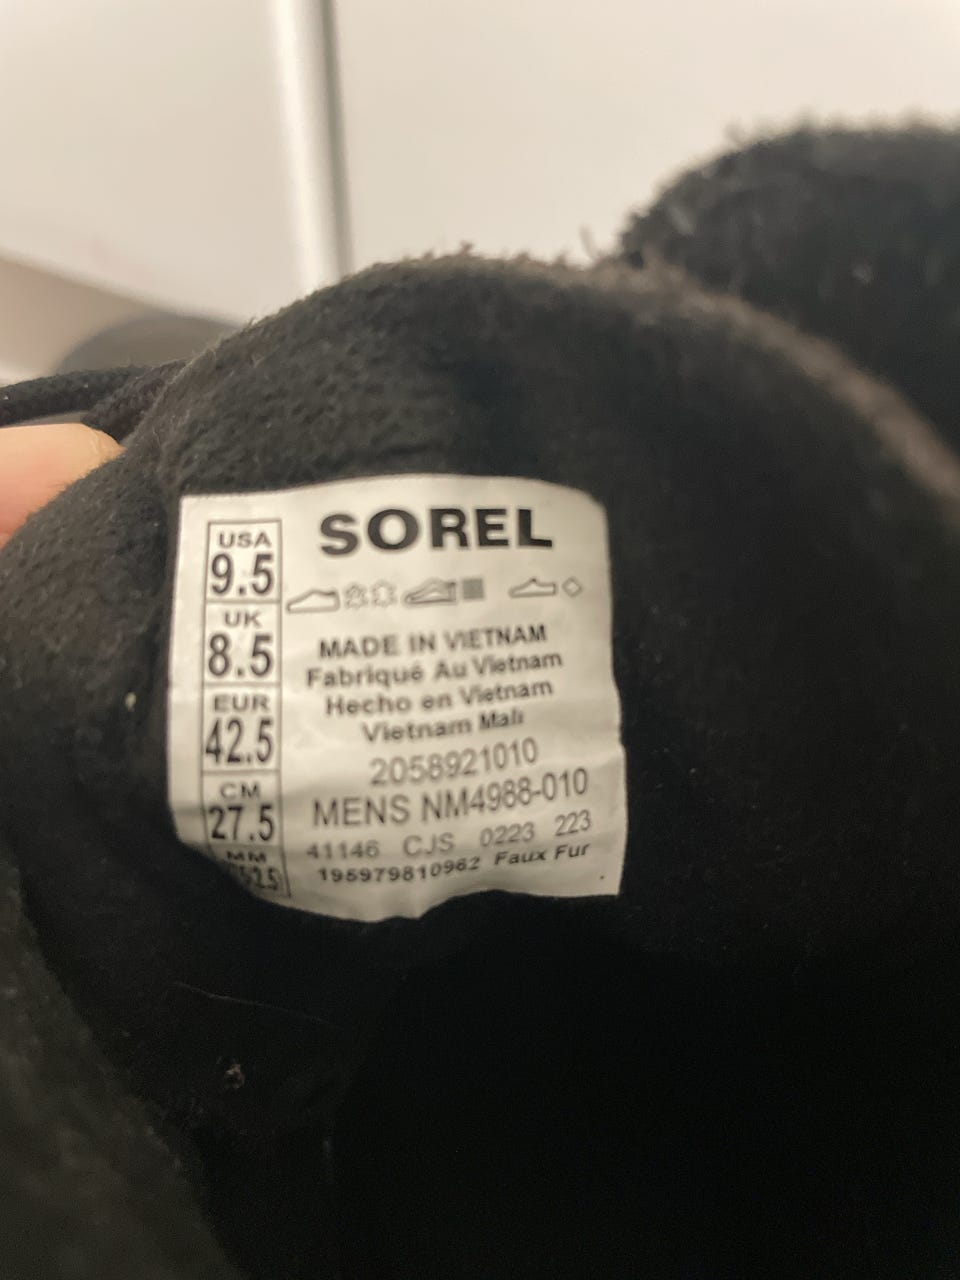 SOREL
USA
9.5
UK
8.5
EUR
42.5
CM
27.5
MM
MADE IN VIETNAM
Fabriqué Au Vietnam
Hecho en Vietnam
Vietnam Malı
2058921010
MENS NM4988-010
41146 CJS 0223 223
195979810962 Faux Fur